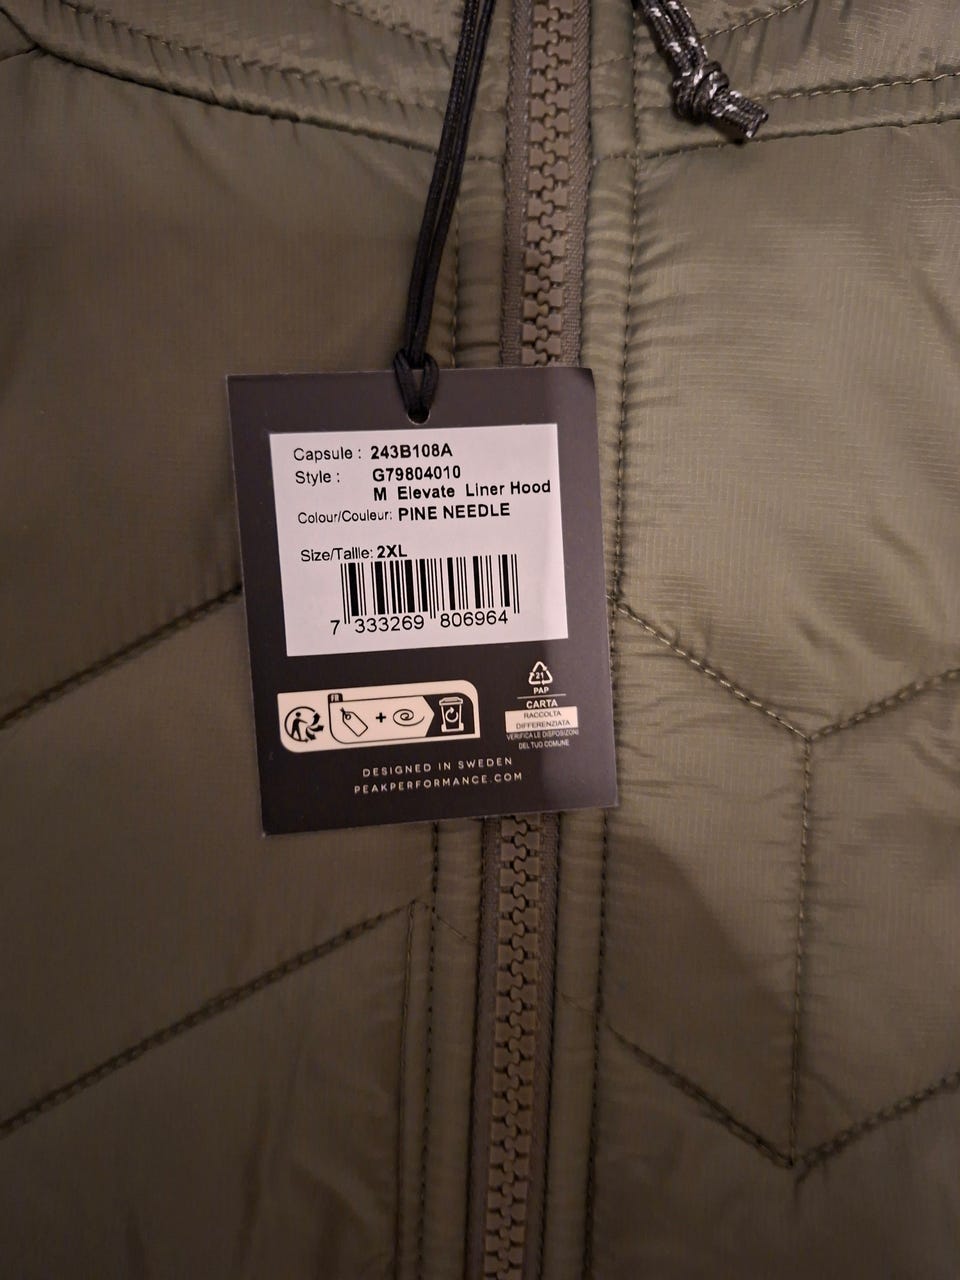 Capsule : 243B108A
Style : G79804010
M Elevate Liner Hood
Colour/Couleur: PINE NEEDLE
Size/Taille: 2XL
7 333269 806964
FR
21
PAP
CARTA
RACCOLTA
DIFFERENZIATA
VERIFICA LE DISPOSIZIONI
DEL TUO COMUNE
DESIGNED IN SWEDEN
PEAKPERFORMANCE.COM